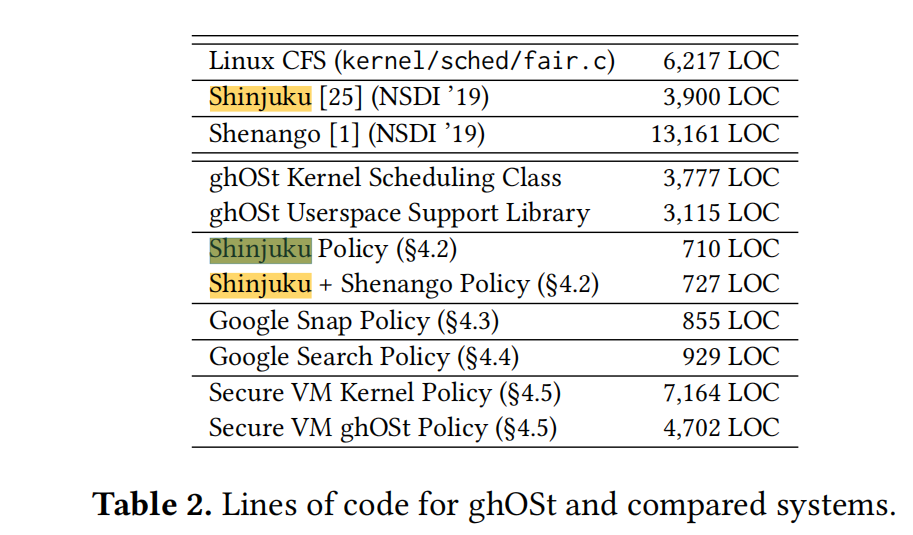 Linux CFS (kernel/sched/fair.c) 6,217 LOC
Shinjuku [25] (NSDI ’19) 3,900 LOC
Shenango [1] (NSDI ’19) 13,161 LOC
ghOSt Kernel Scheduling Class 3,777 LOC
ghOSt Userspace Support Library 3,115 LOC
Shinjuku Policy (§4.2) 710 LOC
Shinjuku + Shenango Policy (§4.2) 727 LOC
Google Snap Policy (§4.3) 855 LOC
Google Search Policy (§4.4) 929 LOC
Secure VM Kernel Policy (§4.5) 7,164 LOC
Secure VM ghOSt Policy (§4.5) 4,702 LOC
Table 2. Lines of code for ghOSt and compared systems.